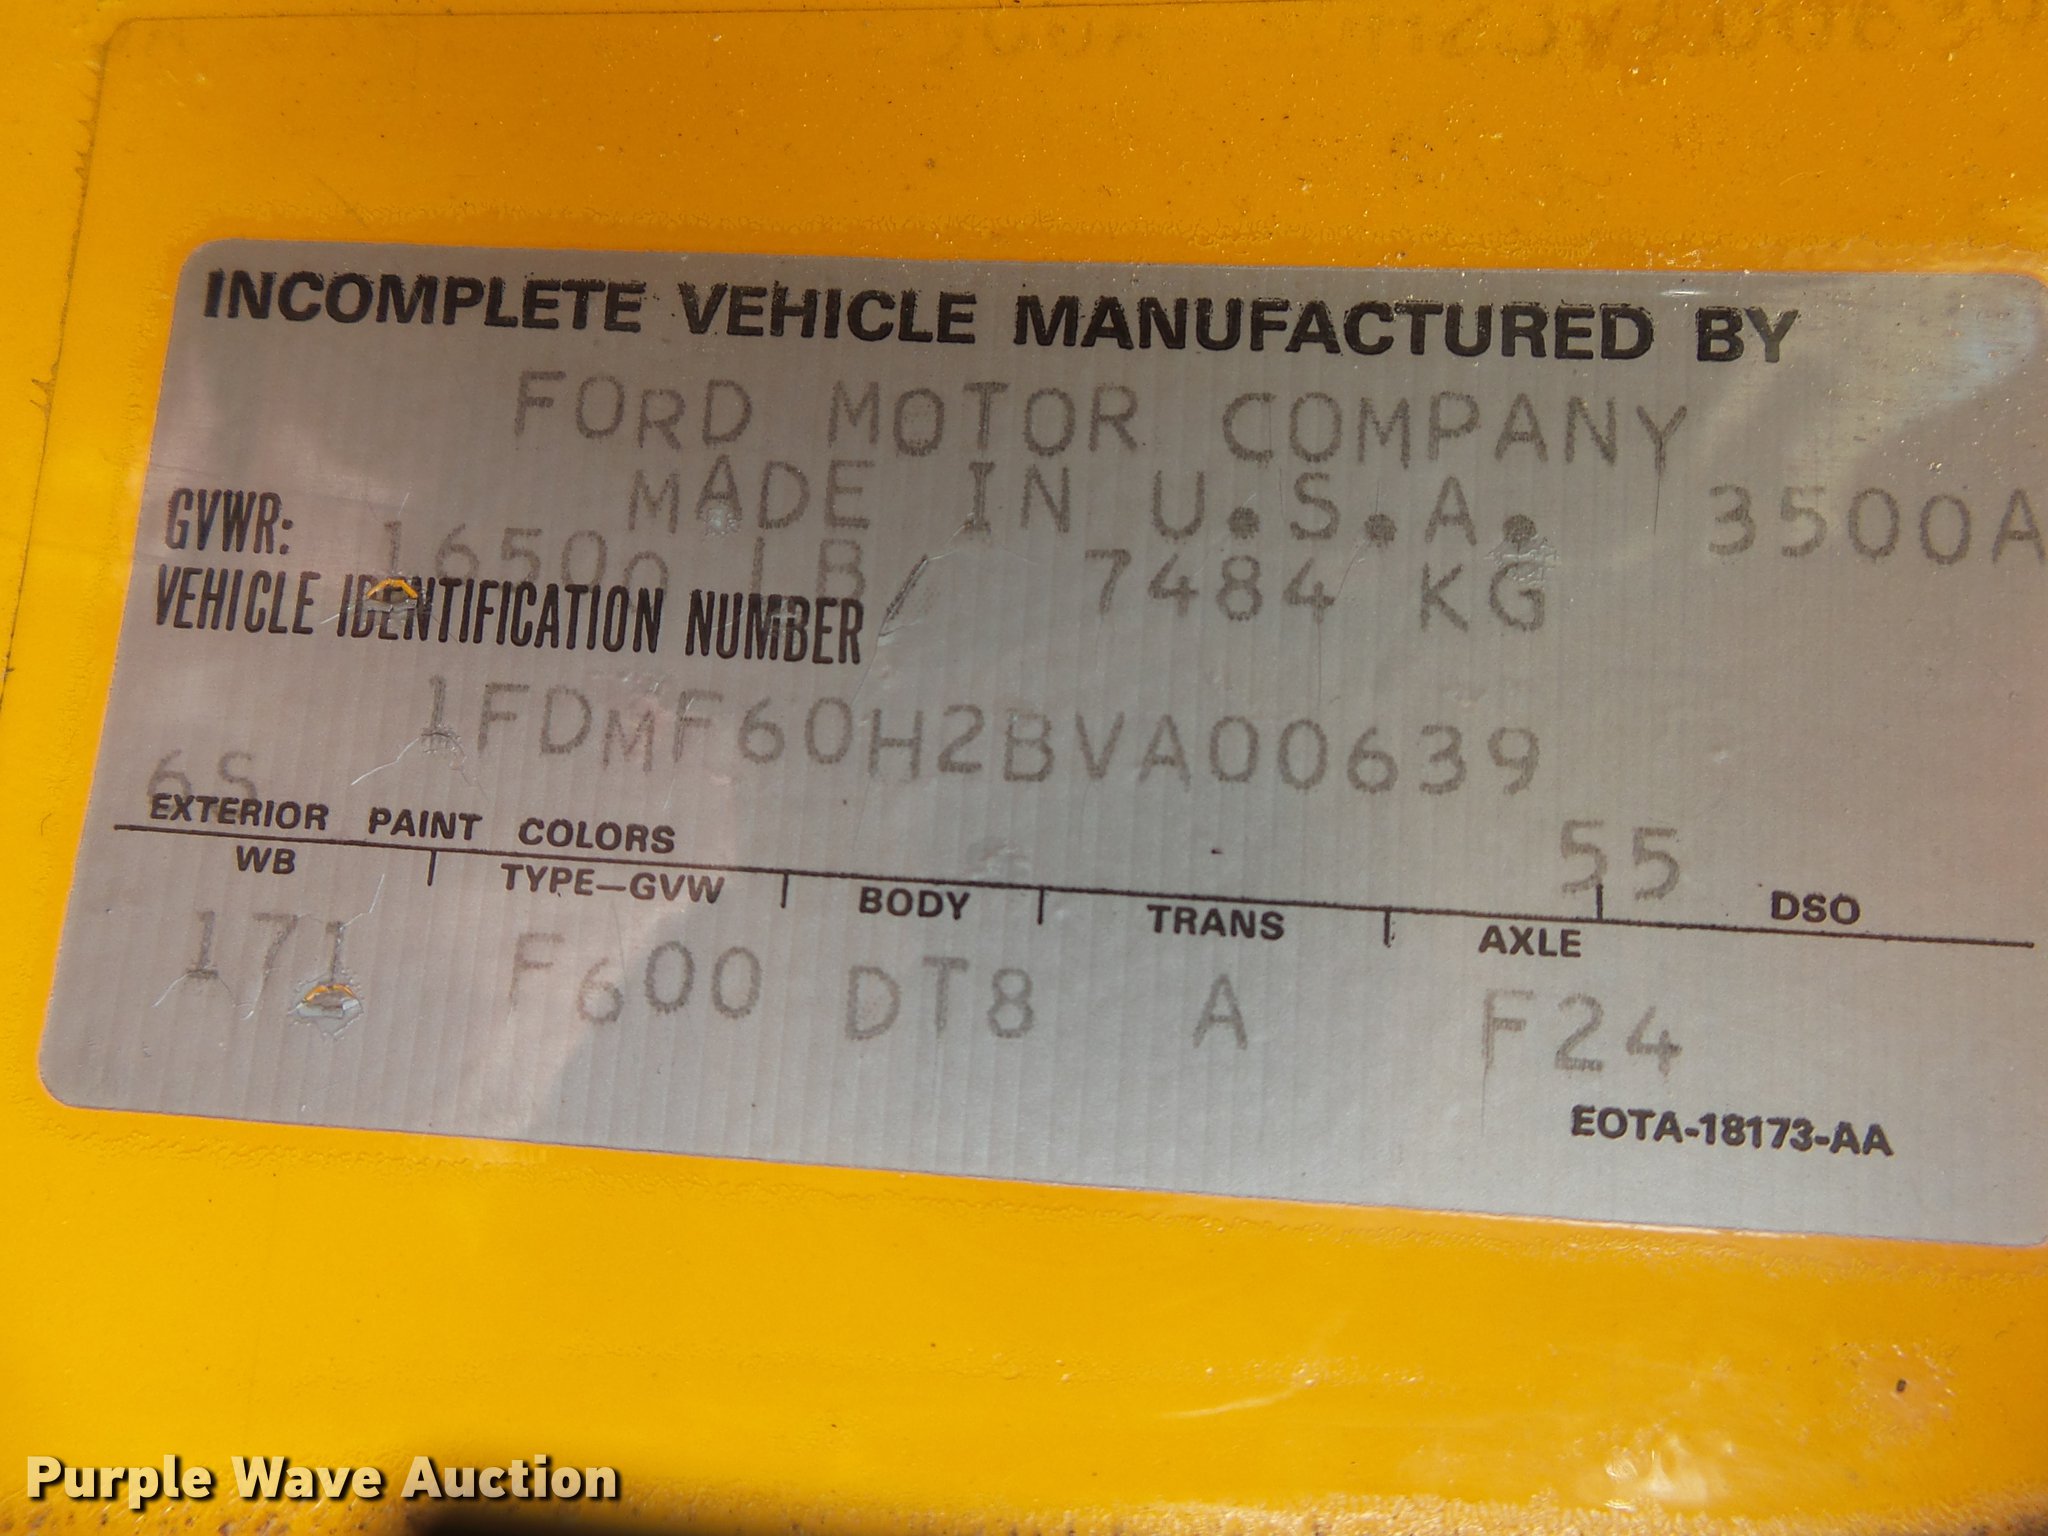 INCOMPLETE VEHICLE MANUFACTURED BY
FORD MOTOR COMPANY
MADE IN U.S.A. 3500A
GVWR: 16500 LB/ 7484 KG
VEHICLE IDENTIFICATION NUMBER
1FDMF60H2BVA00639
6S
EXTERIOR PAINT COLORS 55 DSO
WB TYPE-GVW BODY TRANS AXLE
171 F600 DT8 A F24
EOTA-18173-AA
Purple Wave Auction